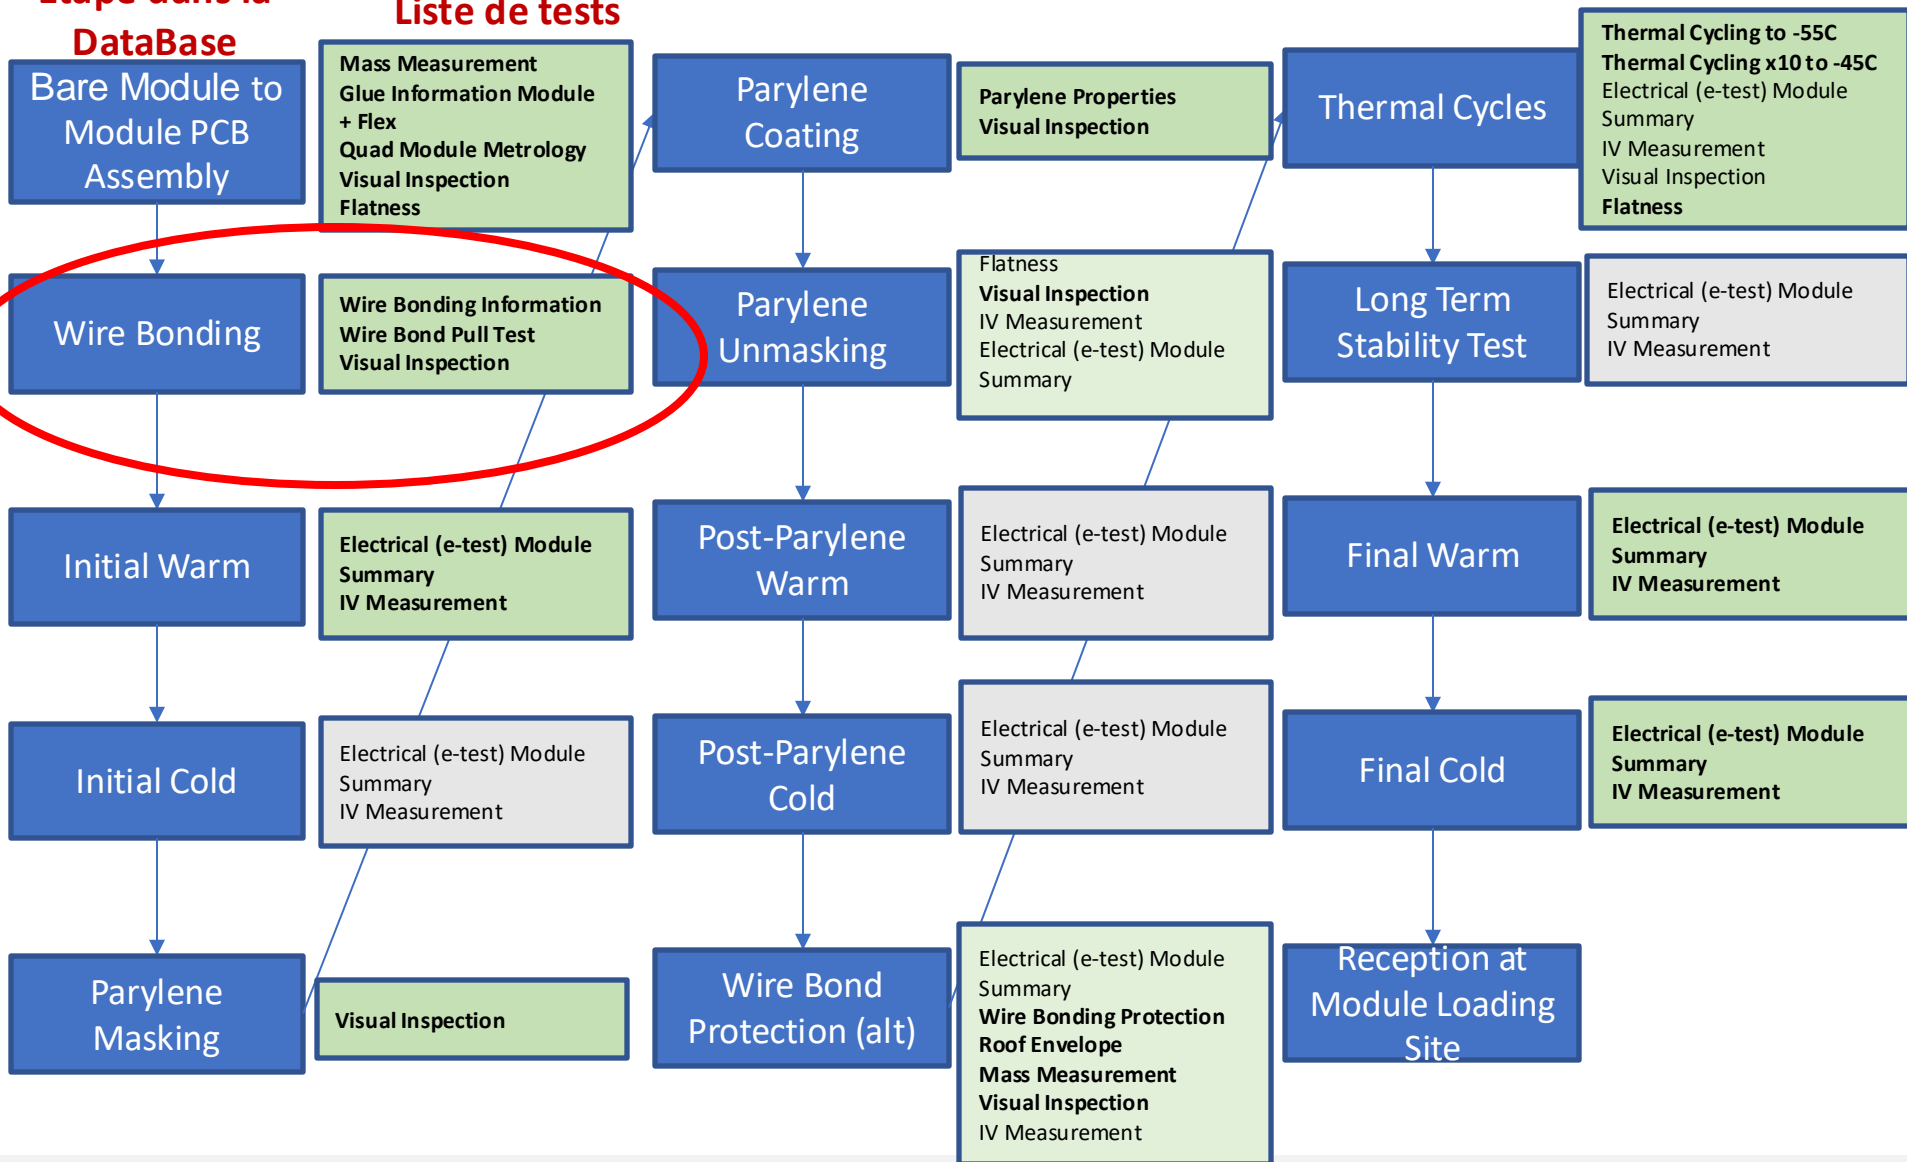 Etape dans la
DataBase
Liste de tests
Bare Module to
Module PCB
Assembly
Mass Measurement
Glue Information Module
+ Flex
Quad Module Metrology
Visual Inspection
Flatness
Wire Bonding
Wire Bonding Information
Wire Bond Pull Test
Visual Inspection
Initial Warm
Electrical (e-test) Module
Summary
IV Measurement
Initial Cold
Electrical (e-test) Module
Summary
IV Measurement
Parylene
Masking
Visual Inspection
Parylene
Coating
Parylene Properties
Visual Inspection
Parylene
Unmasking
Flatness
Visual Inspection
IV Measurement
Electrical (e-test) Module
Summary
Post-Parylene
Warm
Electrical (e-test) Module
Summary
IV Measurement
Post-Parylene
Cold
Electrical (e-test) Module
Summary
IV Measurement
Wire Bond
Protection (alt)
Electrical (e-test) Module
Summary
Wire Bonding Protection
Roof Envelope
Mass Measurement
Visual Inspection
IV Measurement
Thermal Cycles
Thermal Cycling to -55C
Thermal Cycling x10 to -45C
Electrical (e-test) Module
Summary
IV Measurement
Visual Inspection
Flatness
Long Term
Stability Test
Electrical (e-test) Module
Summary
IV Measurement
Final Warm
Electrical (e-test) Module
Summary
IV Measurement
Final Cold
Electrical (e-test) Module
Summary
IV Measurement
Reception at
Module Loading
Site